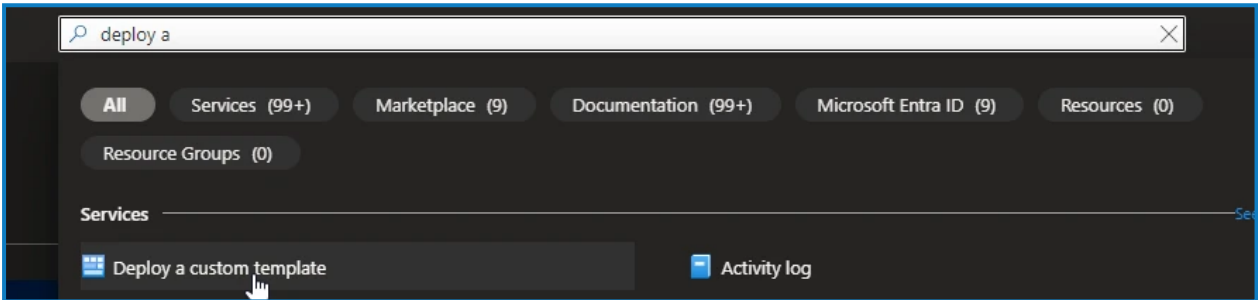 deploy a
All Services (99+) Marketplace (9) Documentation (99+) Microsoft Entra ID (9) Resources (0)
Resource Groups (0)
Services See
Deploy a custom template Activity log